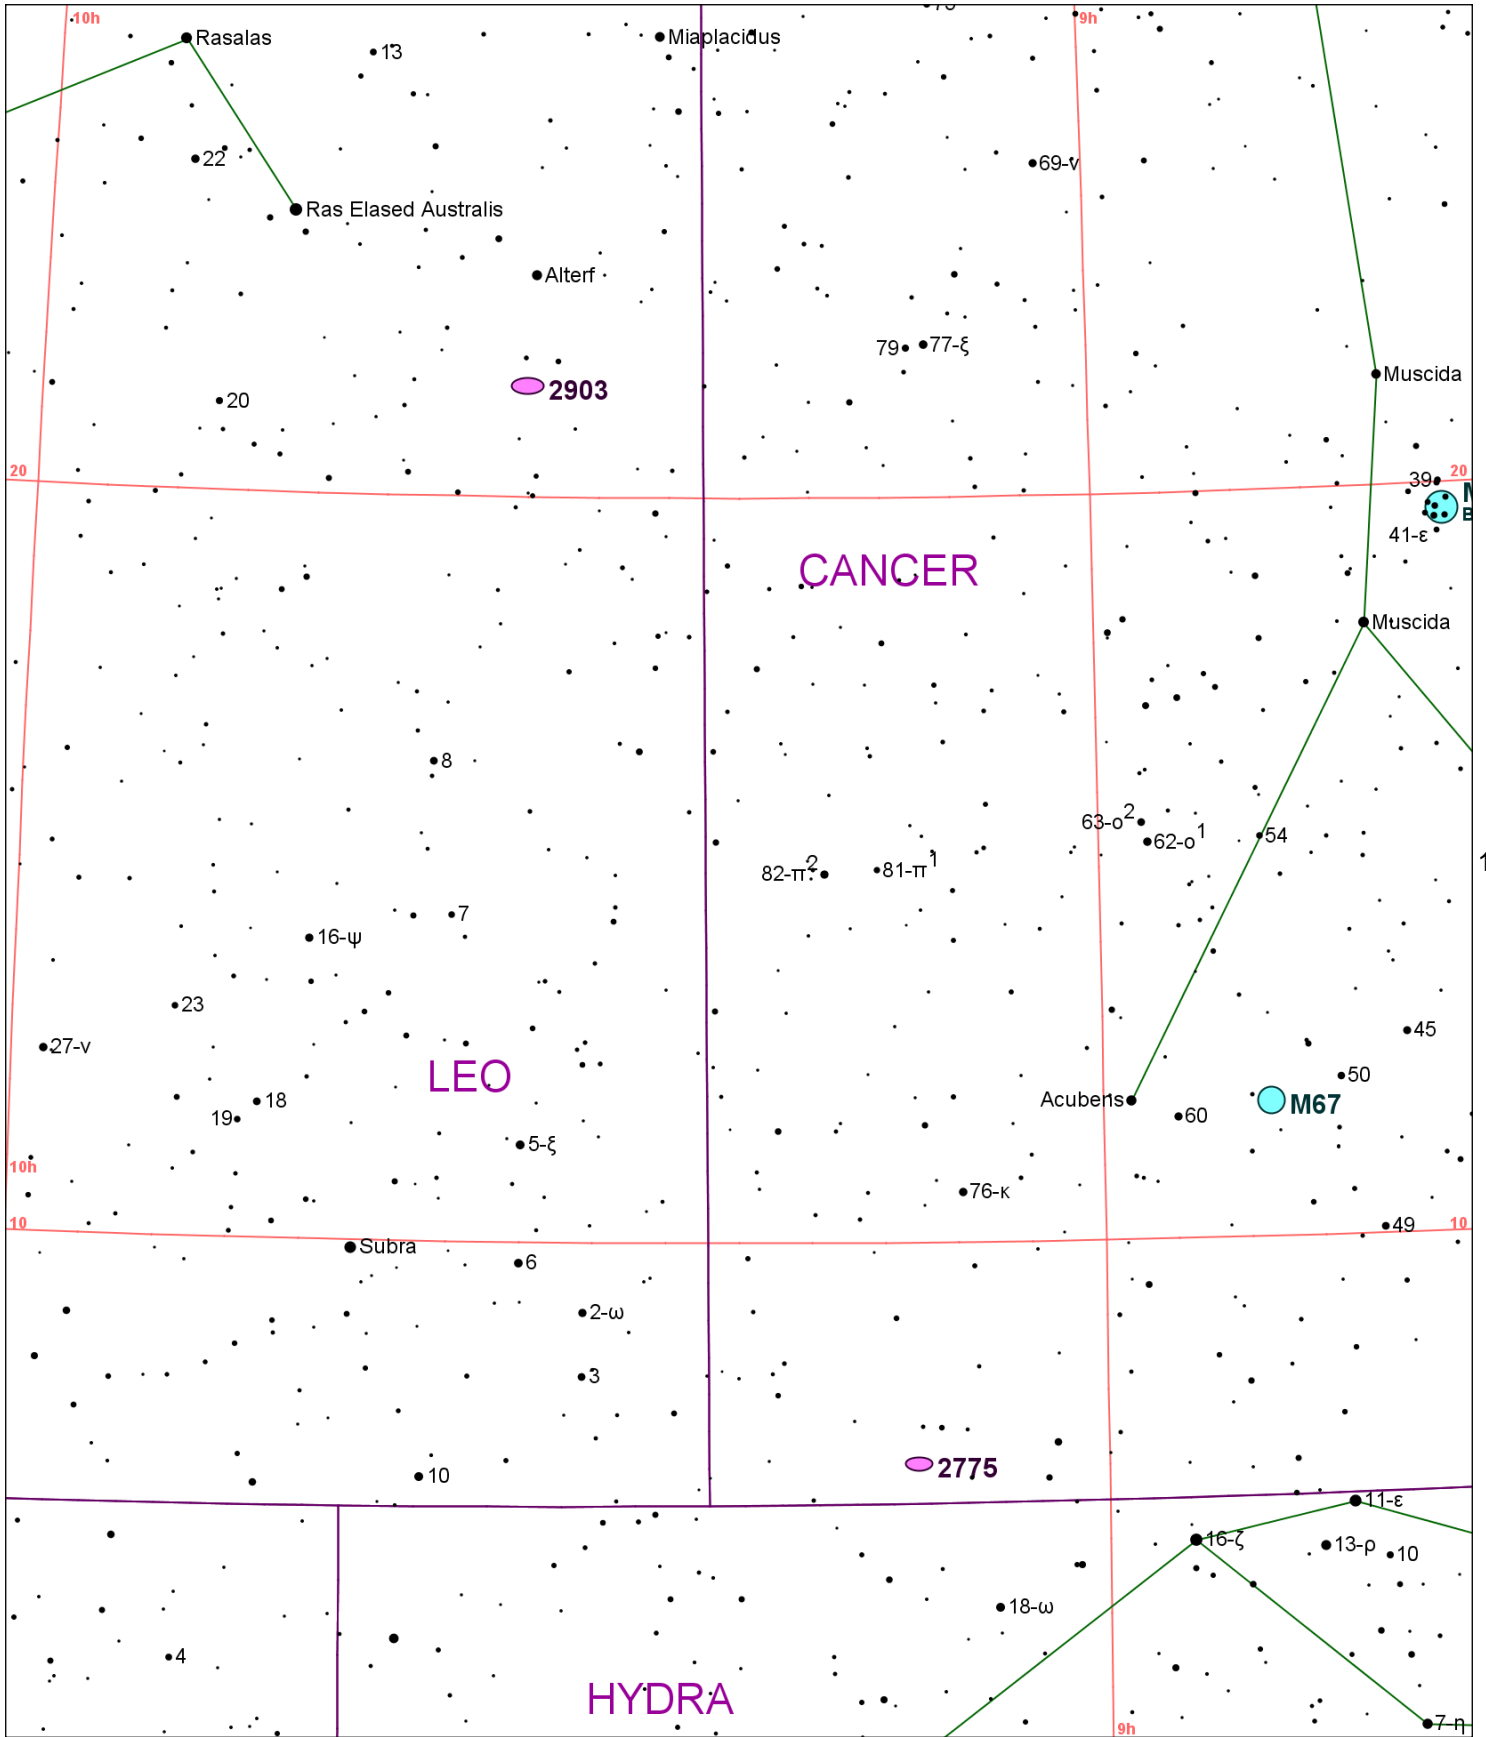 10h
9h
Rasalas
13
Miaplacidus
22
69-ν
Ras Elased Australis
Alterf
79
77-ξ
Muscida
2903
20
20
20
39
41-ε
CANCER
Muscida
8
63-ο2
62-ο1
54
82-π2
81-π1
7
16-ψ
23
45
27-ν
LEO
50
18
19
Acubens
60
M67
5-ξ
10h
76-κ
10
10
49
Subra
6
2-ω
3
2775
10
11-ε
16-ζ
13-ρ
10
18-ω
4
HYDRA
7-η
9h